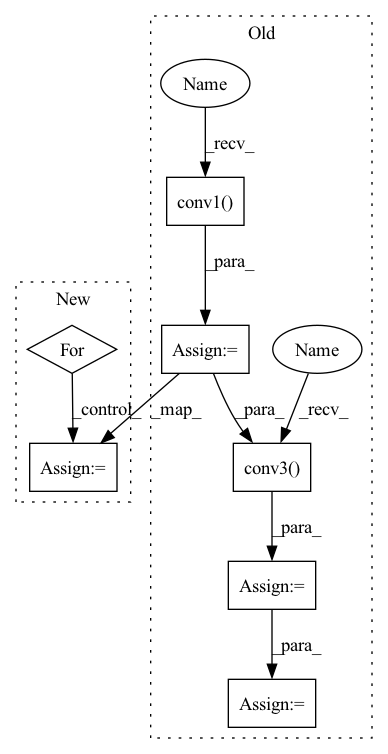 Old
Name
_recv_
conv1()
_para_
New
For
Assign:=
Name
_control_
_map_
_para_
_recv_
Assign:=
conv3()
_para_
Assign:=
_para_
Assign:=